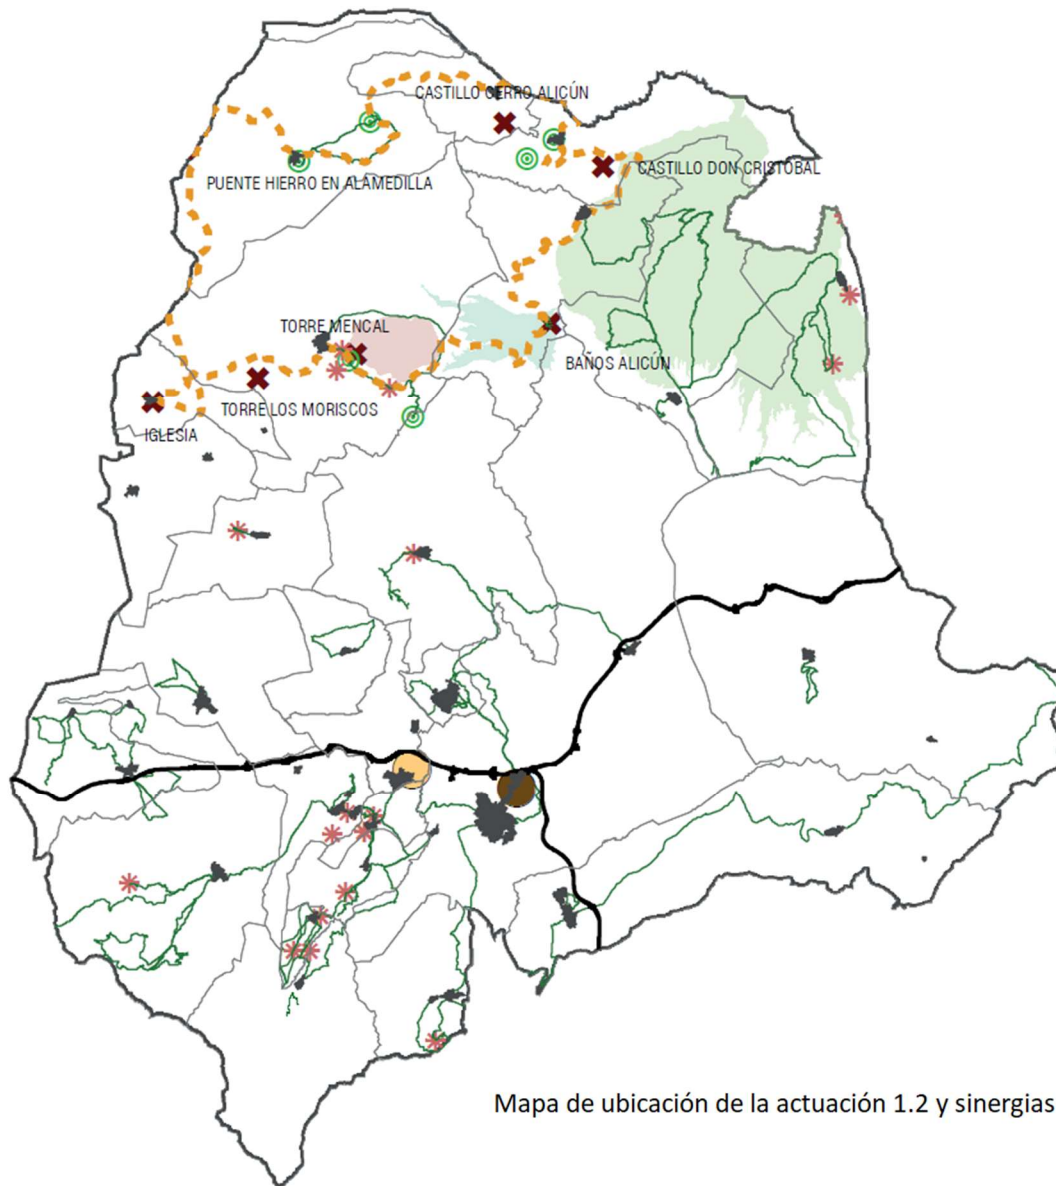 CASTILLO CERRO ALICÚN
CASTILLO DON CRISTOBAL
PUENTE HIERRO EN ALAMEDILLA
TORRE MENCAL
BAÑOS ALICÚN
TORRE LOS MORISCOS
IGLESIA
Mapa de ubicación de la actuación 1.2 y sinergias